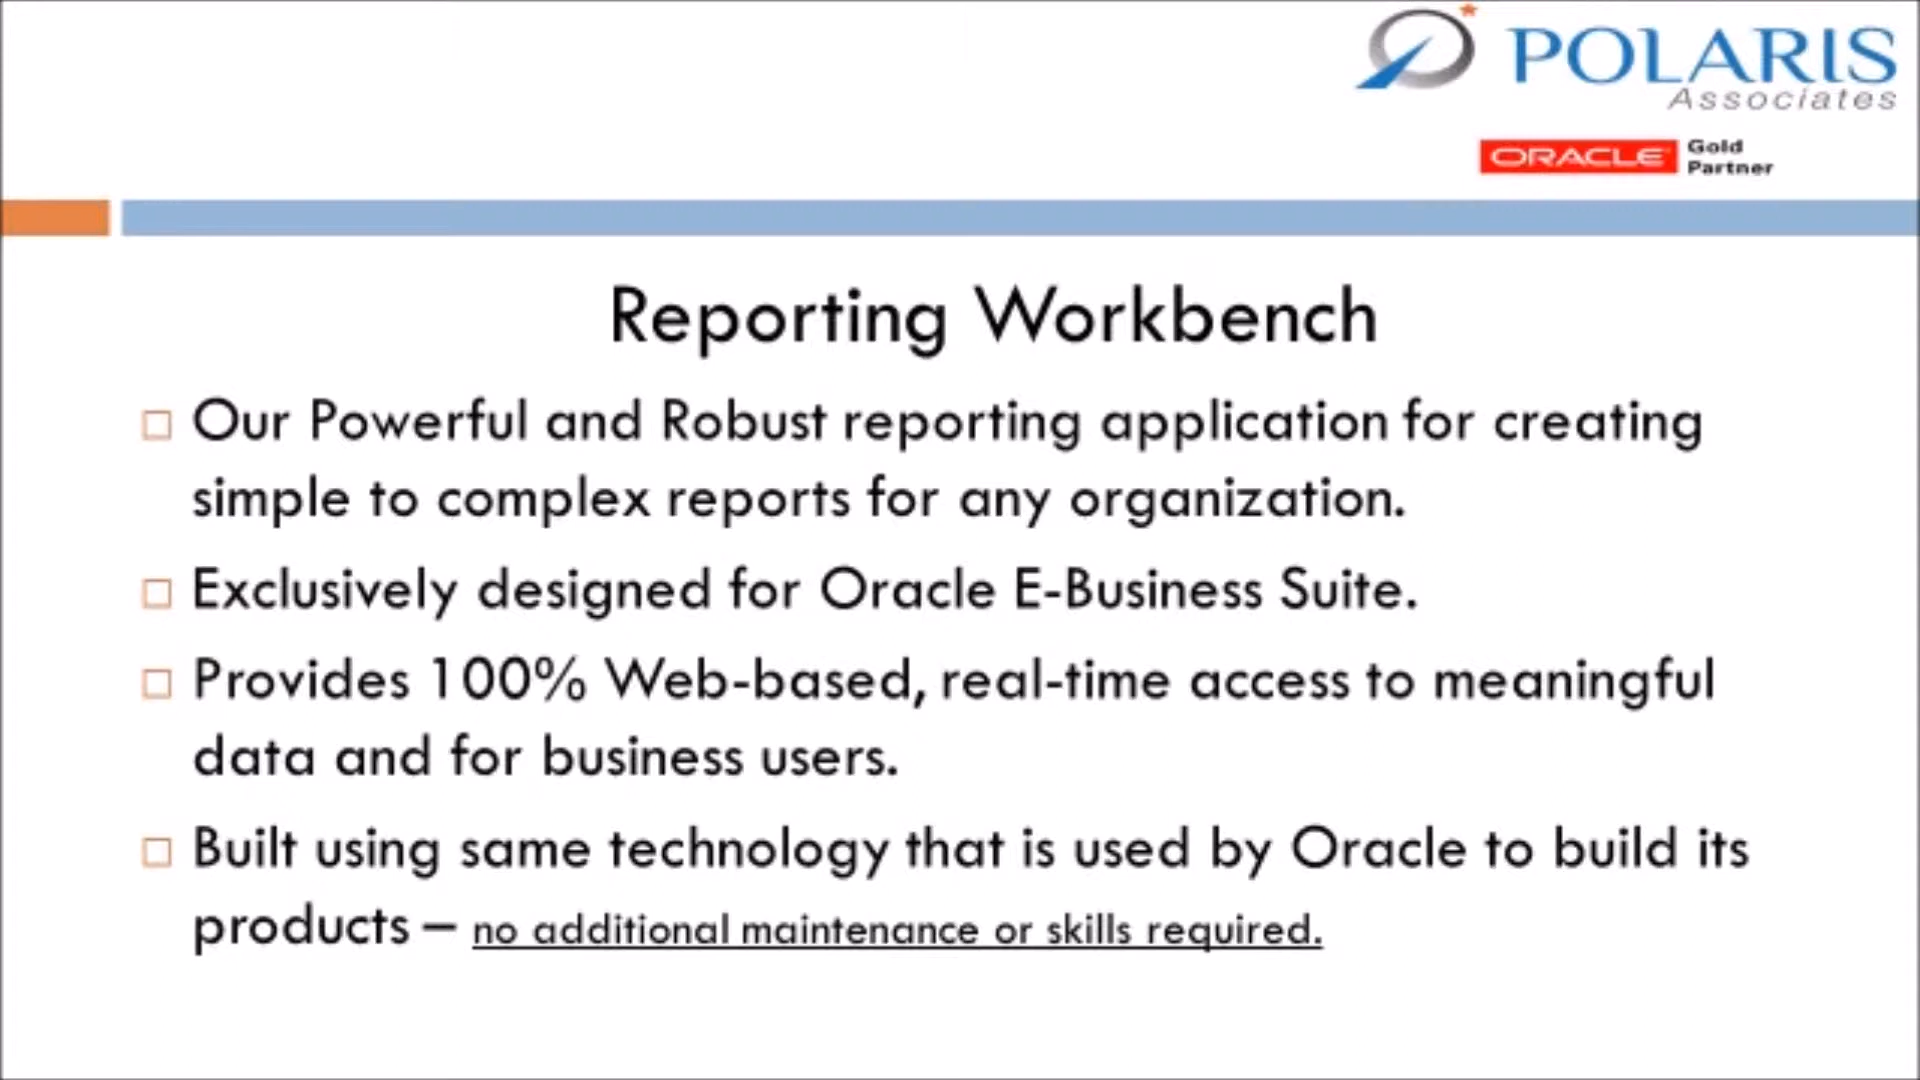 POLARIS
Associates
ORACLE Gold
Partner
Reporting Workbench
Our Powerful and Robust reporting application for creating
simple to complex reports for any organization.
Exclusively designed for Oracle E-Business Suite.
Provides 100% Web-based, real-time access to meaningful
data and for business users.
Built using same technology that is used by Oracle to build its
products – no additional maintenance or skills required.